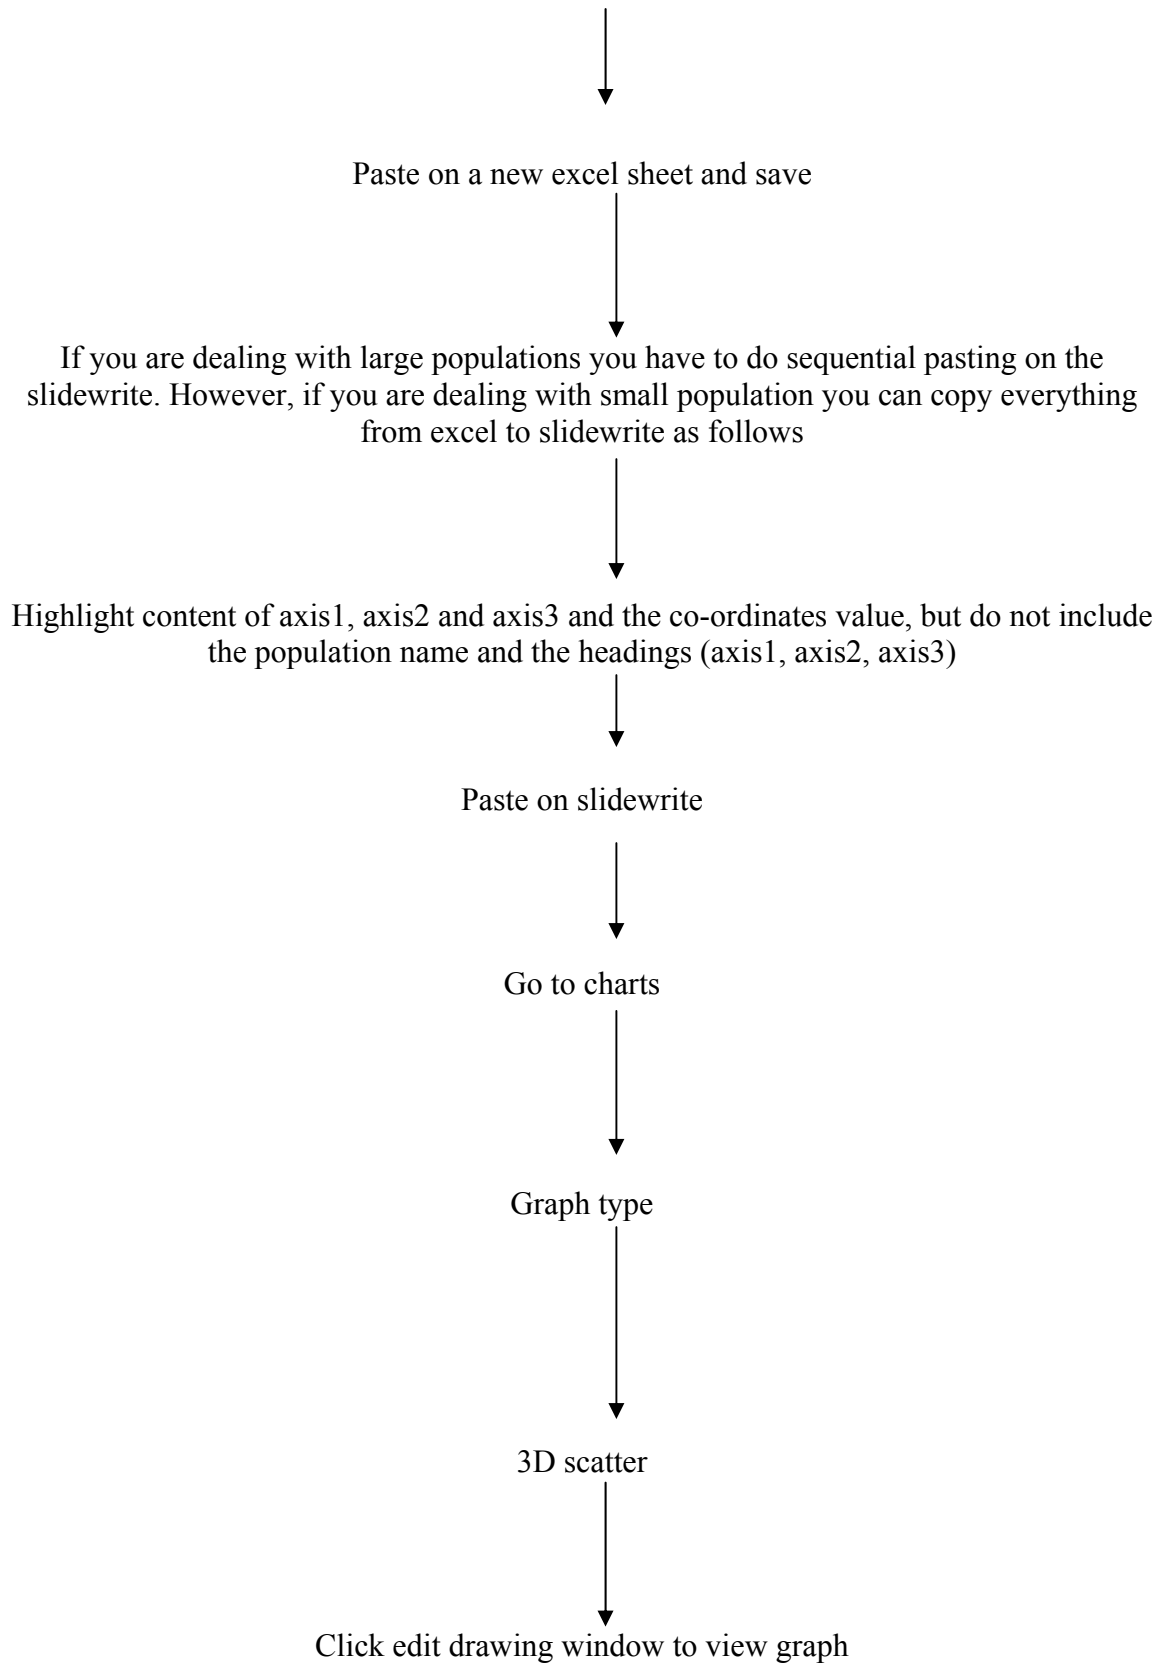 Paste on a new excel sheet and save
If you are dealing with large populations you have to do sequential pasting on the
slidewrite. However, if you are dealing with small population you can copy everything
from excel to slidewrite as follows
Highlight content of axis1, axis2 and axis3 and the co-ordinates value, but do not include
the population name and the headings (axis1, axis2, axis3)
Paste on slidewrite
Go to charts
Graph type
3D scatter
Click edit drawing window to view graph